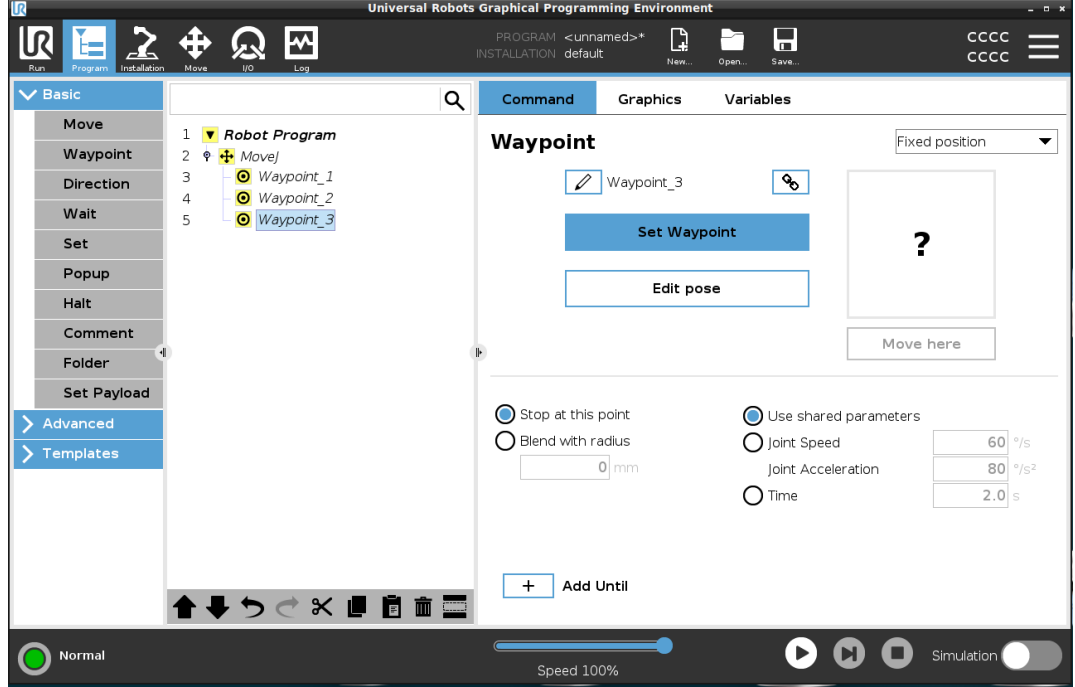 Universal Robots Graphical Programming Environment
UR
Run
Program
Installation
Move
I/O
Log
PROGRAM <unnamed>*
INSTALLATION default
New...
Open...
Save...
CCCC
CCCC
Basic
Move
Waypoint
Direction
Wait
Set
Popup
Halt
Comment
Folder
Set Payload
Advanced
Templates
1 Robot Program
2 MoveJ
3 Waypoint_1
4 Waypoint_2
5 Waypoint_3
Command Graphics Variables
Waypoint
Fixed position
Waypoint_3
Set Waypoint
Edit pose
?
Move here
Stop at this point
Blend with radius
0 mm
Use shared parameters
Joint Speed 60 °/s
Joint Acceleration 80 °/s²
Time 2.0 s
+ Add Until
Normal
Speed 100%
Simulation